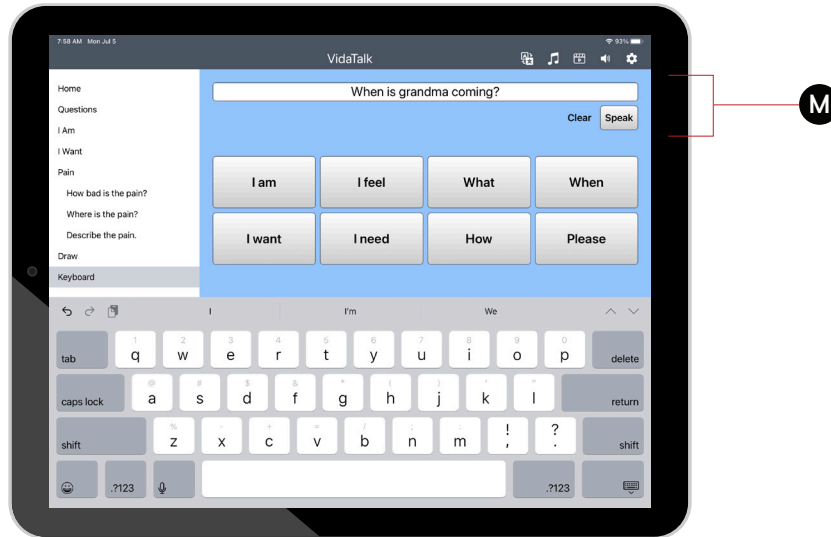 7:58 AM Mon Jul 5
93%
VidaTalk
Home
Questions
I Am
I Want
Pain
How bad is the pain?
Where is the pain?
Describe the pain.
Draw
Keyboard
When is grandma coming?
Clear Speak
I am I feel What When
I want I need How Please
I I'm We
1 2 3 4 5 6 7 8 9 0
tab q w e r t y u i o p delete
@ # $ & * ( ) ' "
caps lock a s d f g h j k l return
% - + = / ; : ! ?
shift z x c v b n m , . shift
.?123 .?123
M